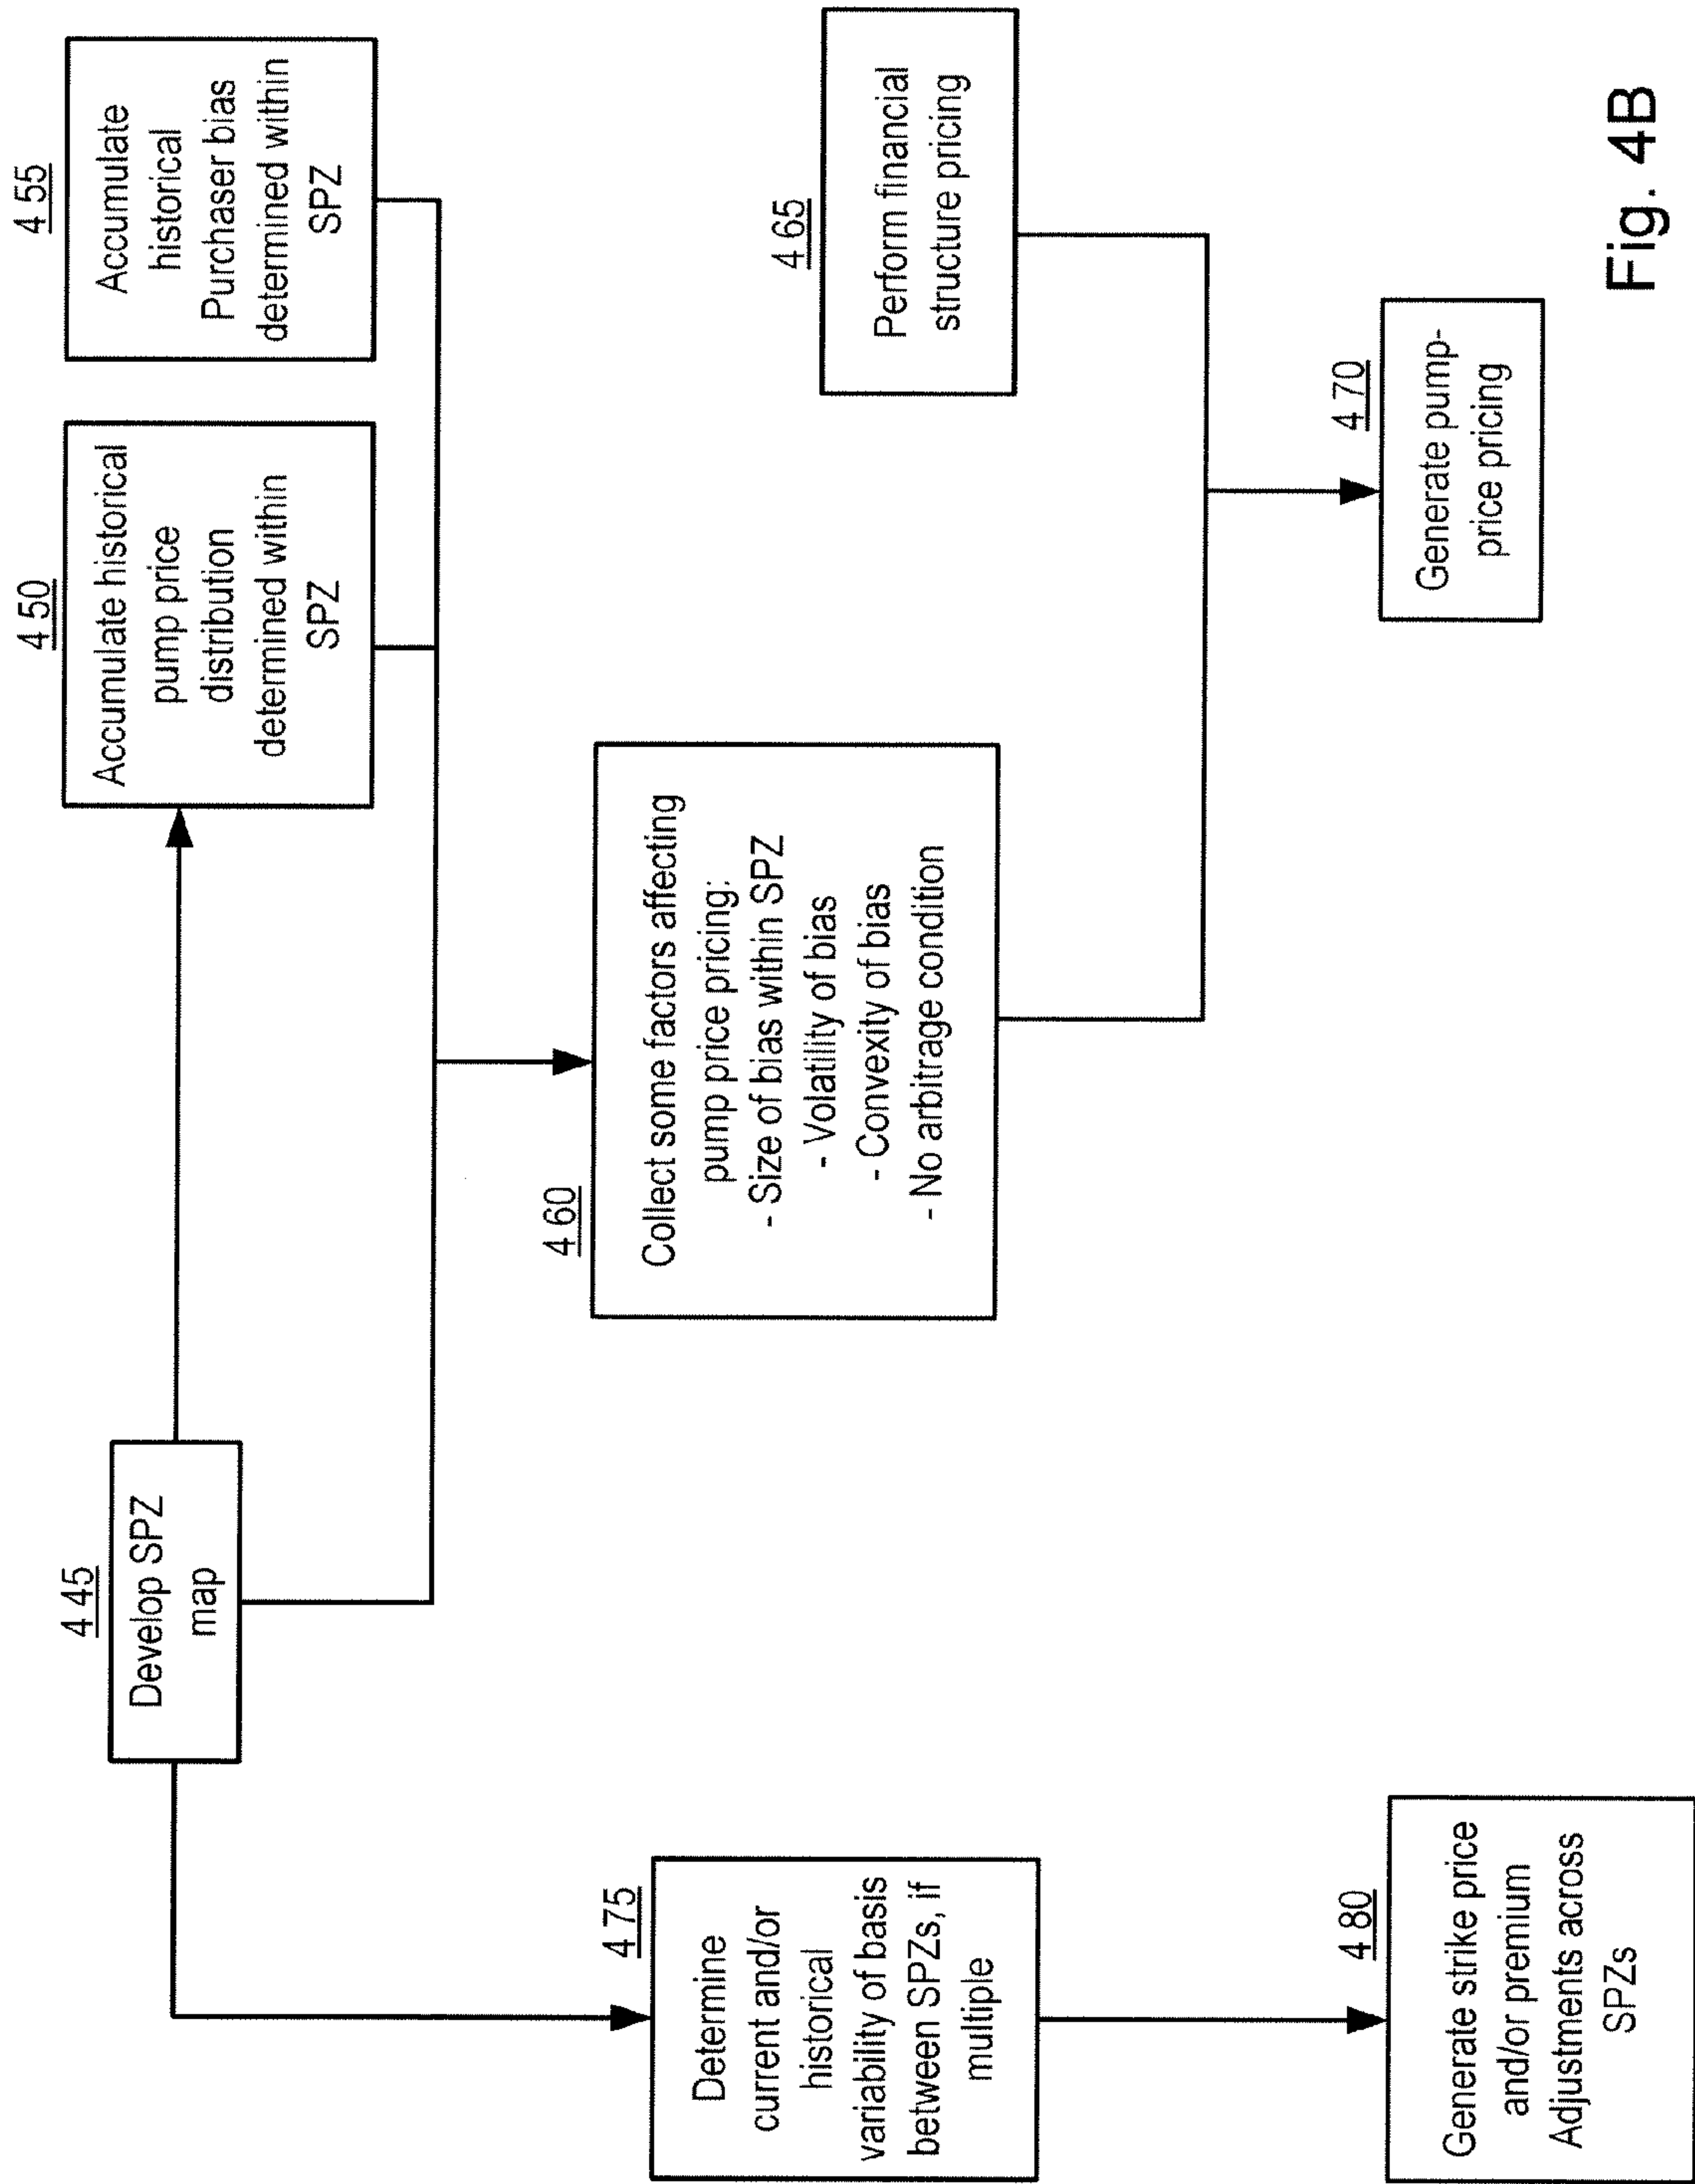 4 45
Develop SPZ
map
4 50
Accumulate historical
pump price
distribution
determined within
SPZ
4 55
Accumulate
historical
Purchaser bias
determined within
SPZ
4 75
Determine
current and/or
historical
variability of basis
between SPZs, if
multiple
4 60
Collect some factors affecting
pump price pricing:
- Size of bias within SPZ
- Volatility of bias
- Convexity of bias
- No arbitrage condition
4 65
Perform financial
structure pricing
4 80
Generate strike price
and/or premium
Adjustments across
SPZs
4 70
Generate pump-
price pricing
Fig. 4B